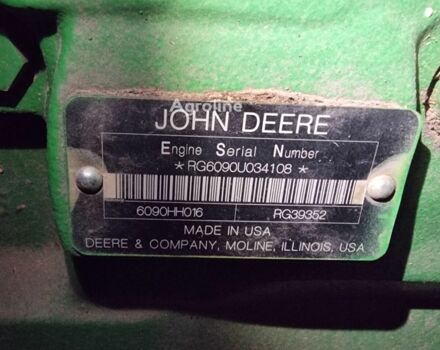 Agroline
JOHN DEERE
Engine Serial Number
*RG6090U034108*
6090HH016 RG39352
MADE IN USA
DEERE & COMPANY, MOLINE, ILLINOIS, USA